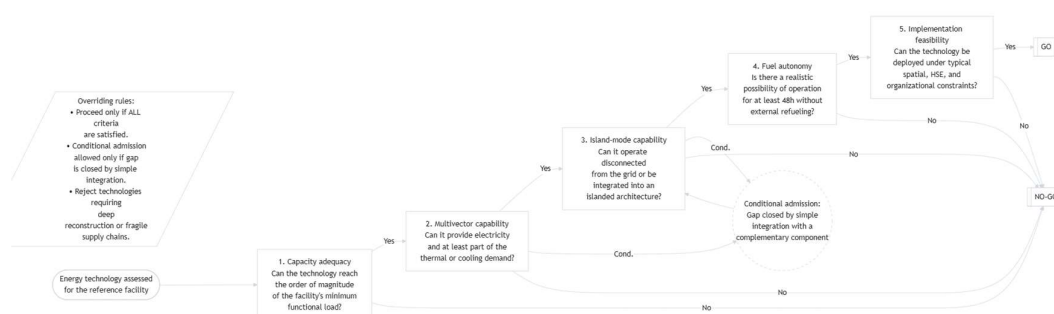 Overriding rules:
• Proceed only if ALL
criteria
are satisfied.
• Conditional admission
allowed only if gap
is closed by simple
integration.
• Reject technologies
requiring
deep
reconstruction or fragile
supply chains.
Energy technology assessed
for the reference facility
1. Capacity adequacy
Can the technology reach
the order of magnitude
of the facility's minimum
functional load?
Yes
No
2. Multivector capability
Can it provide electricity
and at least part of the
thermal or cooling demand?
Yes
Cond.
No
3. Island-mode capability
Can it operate
disconnected
from the grid or be
integrated into an
islanded architecture?
Yes
Cond.
No
Conditional admission:
Gap closed by simple
integration with a
complementary component
4. Fuel autonomy
Is there a realistic
possibility of operation
for at least 48h without
external refueling?
Yes
No
5. Implementation
feasibility
Can the technology be
deployed under typical
spatial, HSE, and
organizational constraints?
Yes
No
GO
NO-GO